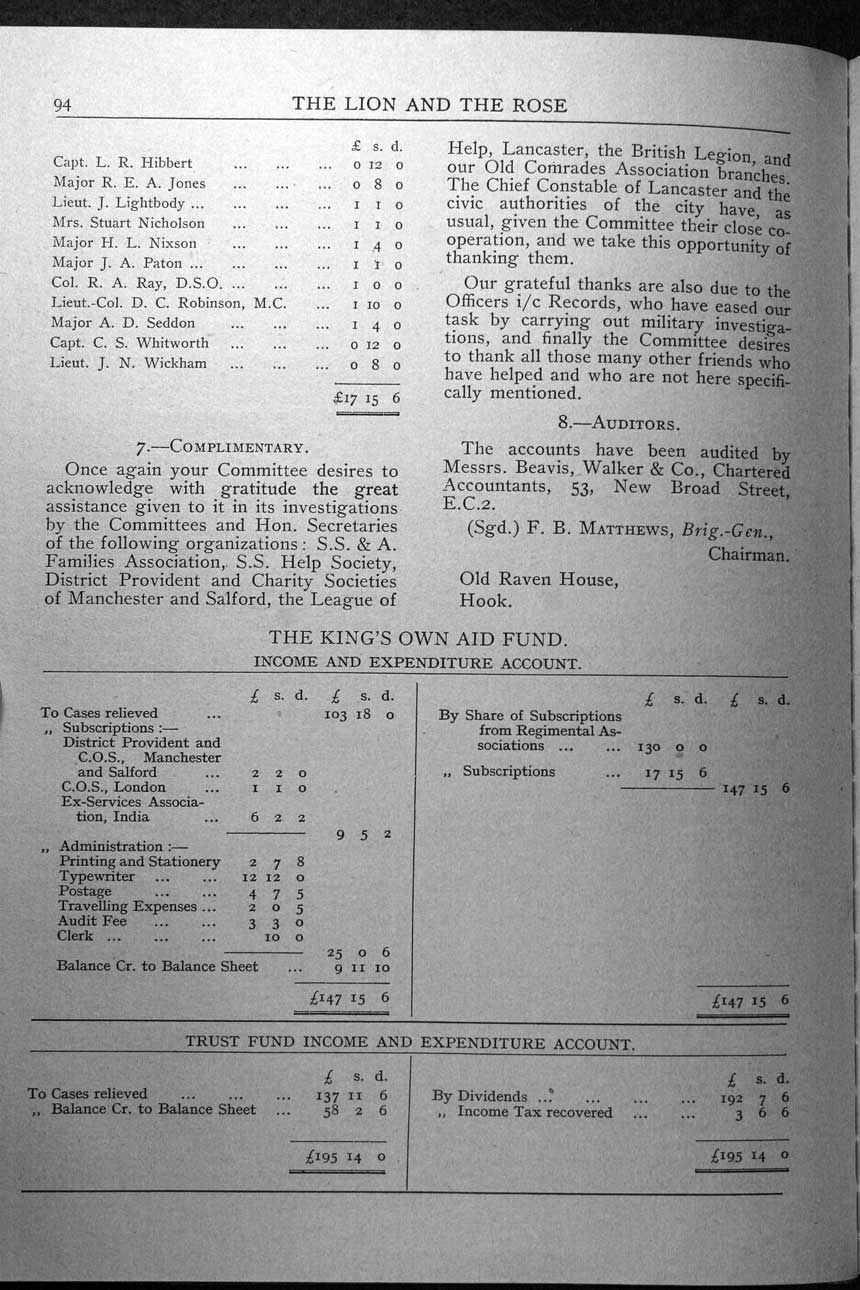 94
THE LION AND THE ROSE
£ s. d.
Capt. L. R. Hibbert ... ... ... 0 12 0
Major R. E. A. Jones ... ... ... 0 8 0
Lieut. J. Lightbody ... ... ... ... 1 1 0
Mrs. Stuart Nicholson ... ... ... 1 1 0
Major H. L. Nixson ... ... ... 1 4 0
Major J. A. Paton ... ... ... ... 1 1 0
Col. R. A. Ray, D.S.O. ... ... ... 1 0 0
Lieut.-Col. D. C. Robinson, M.C. ... 1 10 0
Major A. D. Seddon ... ... ... 1 4 0
Capt. C. S. Whitworth ... ... ... 0 12 0
Lieut. J. N. Wickham ... ... ... 0 8 0
£17 15 6
7.—COMPLIMENTARY.
Once again your Committee desires to
acknowledge with gratitude the great
assistance given to it in its investigations
by the Committees and Hon. Secretaries
of the following organizations : S.S. & A.
Families Association, S.S. Help Society,
District Provident and Charity Societies
of Manchester and Salford, the League of
Help, Lancaster, the British Legion, and
our Old Comrades Association branches.
The Chief Constable of Lancaster and the
civic authorities of the city have, as
usual, given the Committee their close co-
operation, and we take this opportunity of
thanking them.
Our grateful thanks are also due to the
Officers i/c Records, who have eased our
task by carrying out military investiga-
tions, and finally the Committee desires
to thank all those many other friends who
have helped and who are not here specifi-
cally mentioned.
8.—AUDITORS.
The accounts have been audited by
Messrs. Beavis, Walker & Co., Chartered
Accountants, 53, New Broad Street,
E.C.2.
(Sgd.) F. B. MATTHEWS, Brig.-Gen.,
Chairman.
Old Raven House,
Hook.
THE KING'S OWN AID FUND.
INCOME AND EXPENDITURE ACCOUNT.
£ s. d. £ s. d.
To Cases relieved ... 103 18 0
„ Subscriptions :—
District Provident and
C.O.S., Manchester
and Salford ... 2 2 0
C.O.S., London ... 1 1 0
Ex-Services Associa-
tion, India ... 6 2 2
9 5 2
„ Administration :—
Printing and Stationery 2 7 8
Typewriter ... ... 12 12 0
Postage ... ... 4 7 5
Travelling Expenses ... 2 0 5
Audit Fee ... ... 3 3 0
Clerk ... ... ... 10 0
25 0 6
Balance Cr. to Balance Sheet ... 9 11 10
£147 15 6
£ s. d. £ s. d.
By Share of Subscriptions
from Regimental As-
sociations ... ... 130 0 0
„ Subscriptions ... 17 15 6
147 15 6
£147 15 6
TRUST FUND INCOME AND EXPENDITURE ACCOUNT.
£ s. d.
To Cases relieved ... ... ... 137 11 6
„ Balance Cr. to Balance Sheet ... 58 2 6
£195 14 0
£ s. d.
By Dividends ... ... ... ... 192 7 6
„ Income Tax recovered ... ... 3 6 6
£195 14 0